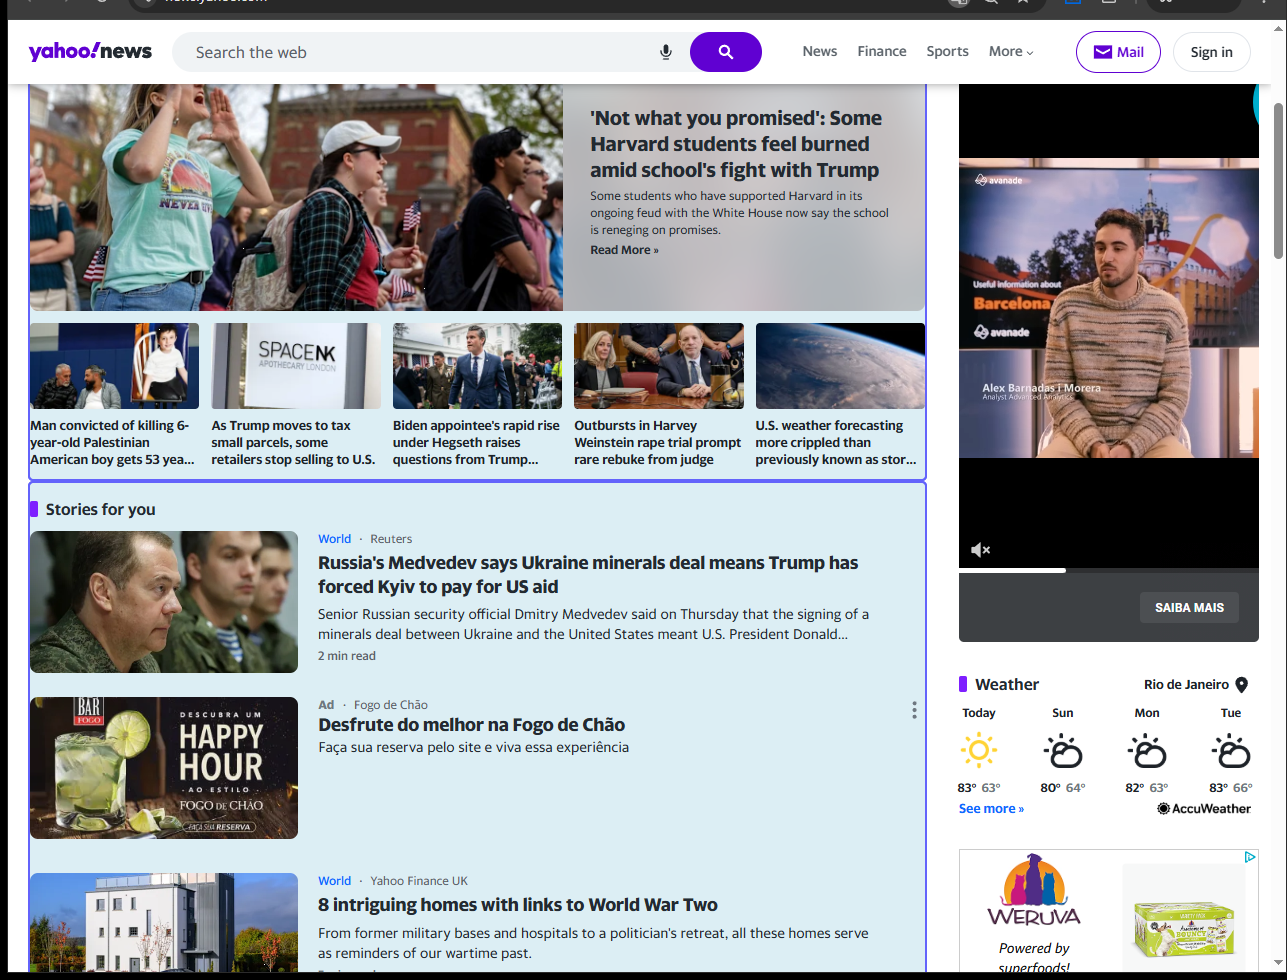 yahoo!news
Search the web
News
Finance
Sports
More
Mail
Sign in
'Not what you promised': Some
Harvard students feel burned
amid school's fight with Trump
Some students who have supported Harvard in its
ongoing feud with the White House now say the school
is reneging on promises.
Read More »
NEVER
SPACENK
APOTHECARY LONDON
Man convicted of killing 6-
year-old Palestinian
American boy gets 53 yea...
As Trump moves to tax
small parcels, some
retailers stop selling to U.S.
Biden appointee's rapid rise
under Hegseth raises
questions from Trump...
Outbursts in Harvey
Weinstein rape trial prompt
rare rebuke from judge
U.S. weather forecasting
more crippled than
previously known as stor...
Stories for you
World · Reuters
Russia's Medvedev says Ukraine minerals deal means Trump has
forced Kyiv to pay for US aid
Senior Russian security official Dmitry Medvedev said on Thursday that the signing of a
minerals deal between Ukraine and the United States meant U.S. President Donald...
2 min read
BAR
FOGO
DESCUBRA UM
HAPPY
HOUR
- AO ESTILO -
FOGO DE CHÃO
FAÇA SUA RESERVA
Ad · Fogo de Chão
Desfrute do melhor na Fogo de Chão
Faça sua reserva pelo site e viva essa experiência
World · Yahoo Finance UK
8 intriguing homes with links to World War Two
From former military bases and hospitals to a politician's retreat, all these homes serve
as reminders of our wartime past.
avanade
Useful information about
Barcelona
avanade
Alex Barnadas i Morera
Analyst Advanced Analytics
SAIBA MAIS
Weather
Rio de Janeiro
Today
Sun
Mon
Tue
83° 63°
80° 64°
82° 63°
83° 66°
See more »
AccuWeather
WERUVA
Powered by
superfoods!